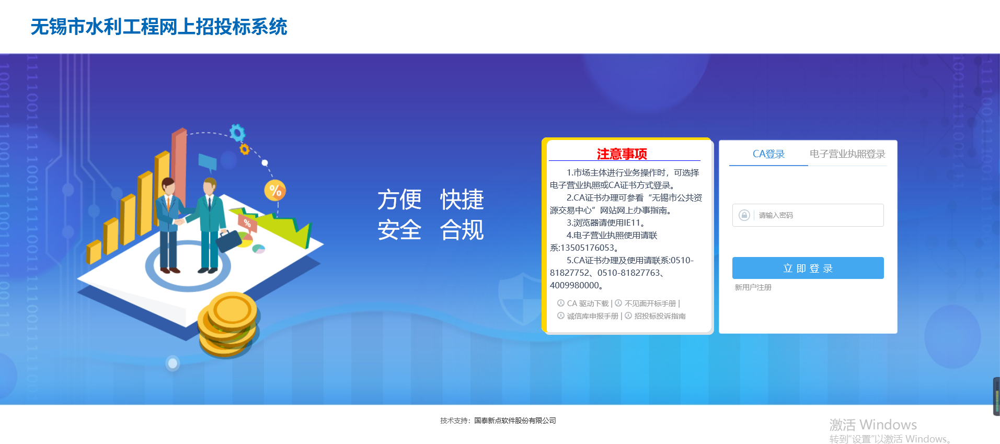 无锡市水利工程网上招投标系统
方便 快捷
安全 合规
%
%
注意事项
1.市场主体进行业务操作时，可选择
电子营业执照或CA证书方式登录。
2.CA证书办理可参看“无锡市公共资
源交易中心”网站网上办事指南。
3.浏览器请使用IE11。
4.电子营业执照使用请联
系:13505176053。
5.CA证书办理及使用请联系:0510-
81827752、0510-81827763、
4009980000。
CA 驱动下载 | 不见面开标手册 |
诚信库申报手册 | 招投标投诉指南
CA登录 电子营业执照登录
请输入密码
立即登录
新用户注册
技术支持：国泰新点软件股份有限公司
激活 Windows
转到“设置”以激活 Windows。